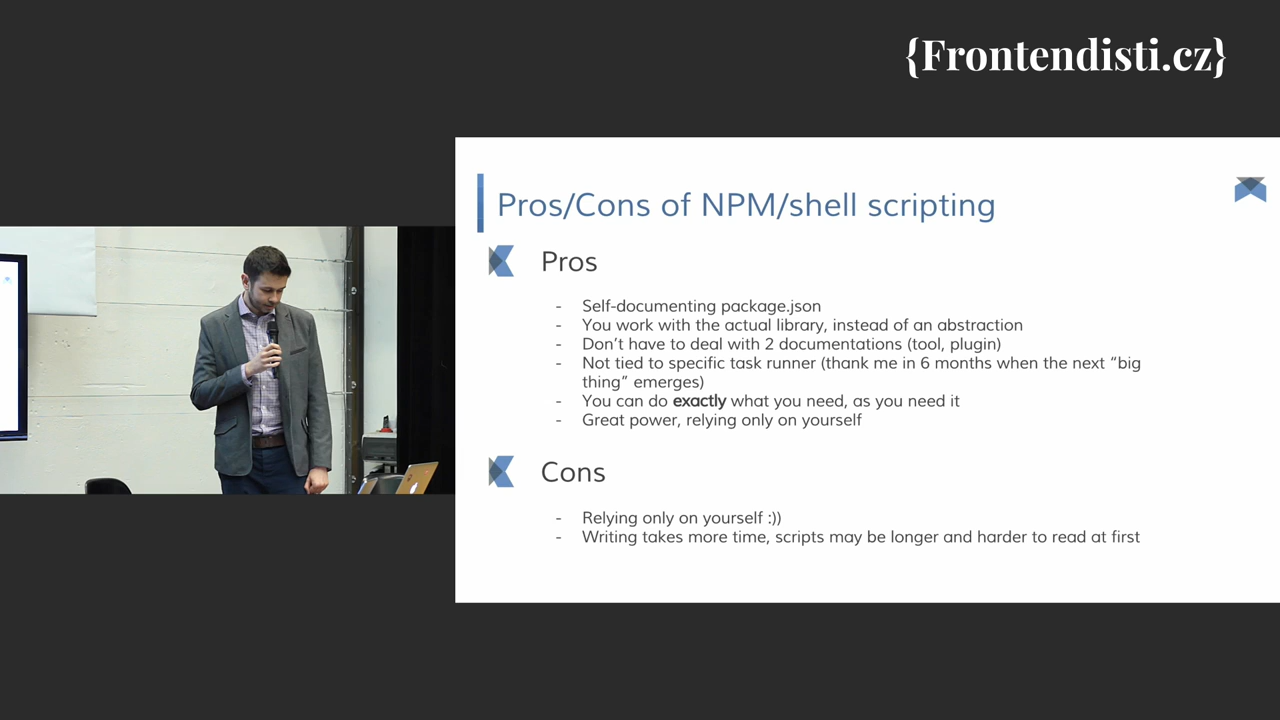 {Frontendisti.cz}
Pros/Cons of NPM/shell scripting
Pros
- Self-documenting package.json
- You work with the actual library, instead of an abstraction
- Don’t have to deal with 2 documentations (tool, plugin)
- Not tied to specific task runner (thank me in 6 months when the next “big
thing” emerges)
- You can do exactly what you need, as you need it
- Great power, relying only on yourself
Cons
- Relying only on yourself :))
- Writing takes more time, scripts may be longer and harder to read at first